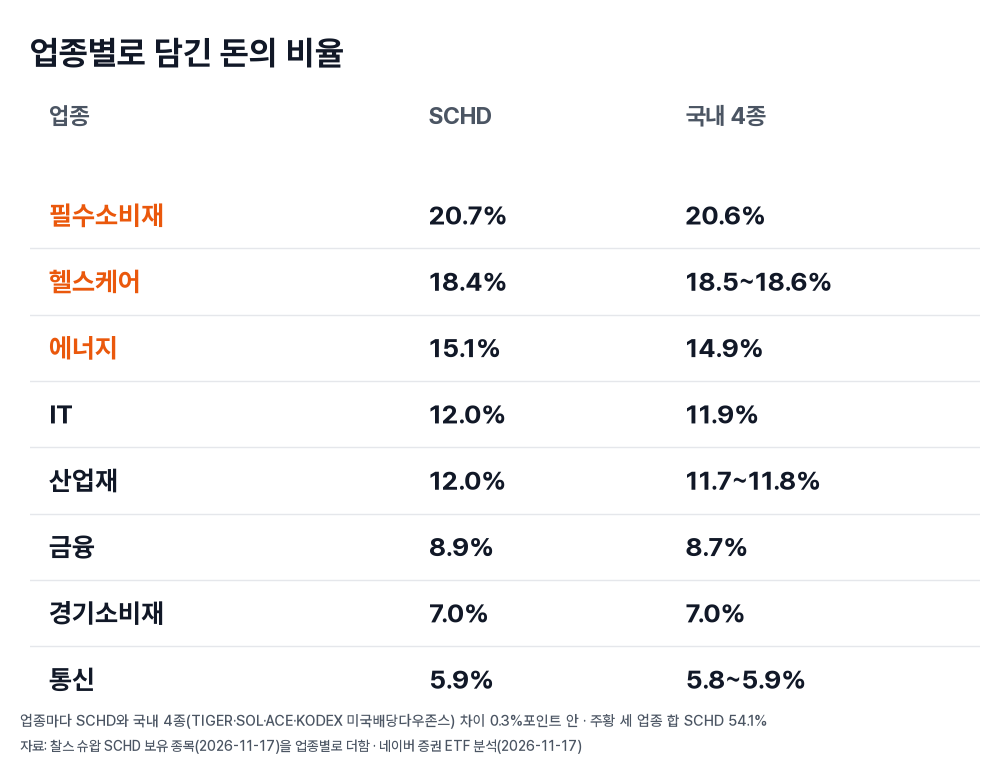 업종별로 담긴 돈의 비율
업종 SCHD 국내 4종
필수소비재 20.7% 20.6%
헬스케어 18.4% 18.5~18.6%
에너지 15.1% 14.9%
IT 12.0% 11.9%
산업재 12.0% 11.7~11.8%
금융 8.9% 8.7%
경기소비재 7.0% 7.0%
통신 5.9% 5.8~5.9%
업종마다 SCHD와 국내 4종(TIGER·SOL·ACE·KODEX 미국배당다우존스) 차이 0.3%포인트 안 · 주황 세 업종 합 SCHD 54.1%
자료: 찰스 슈왑 SCHD 보유 종목(2026-11-17)을 업종별로 더함 · 네이버 증권 ETF 분석(2026-11-17)